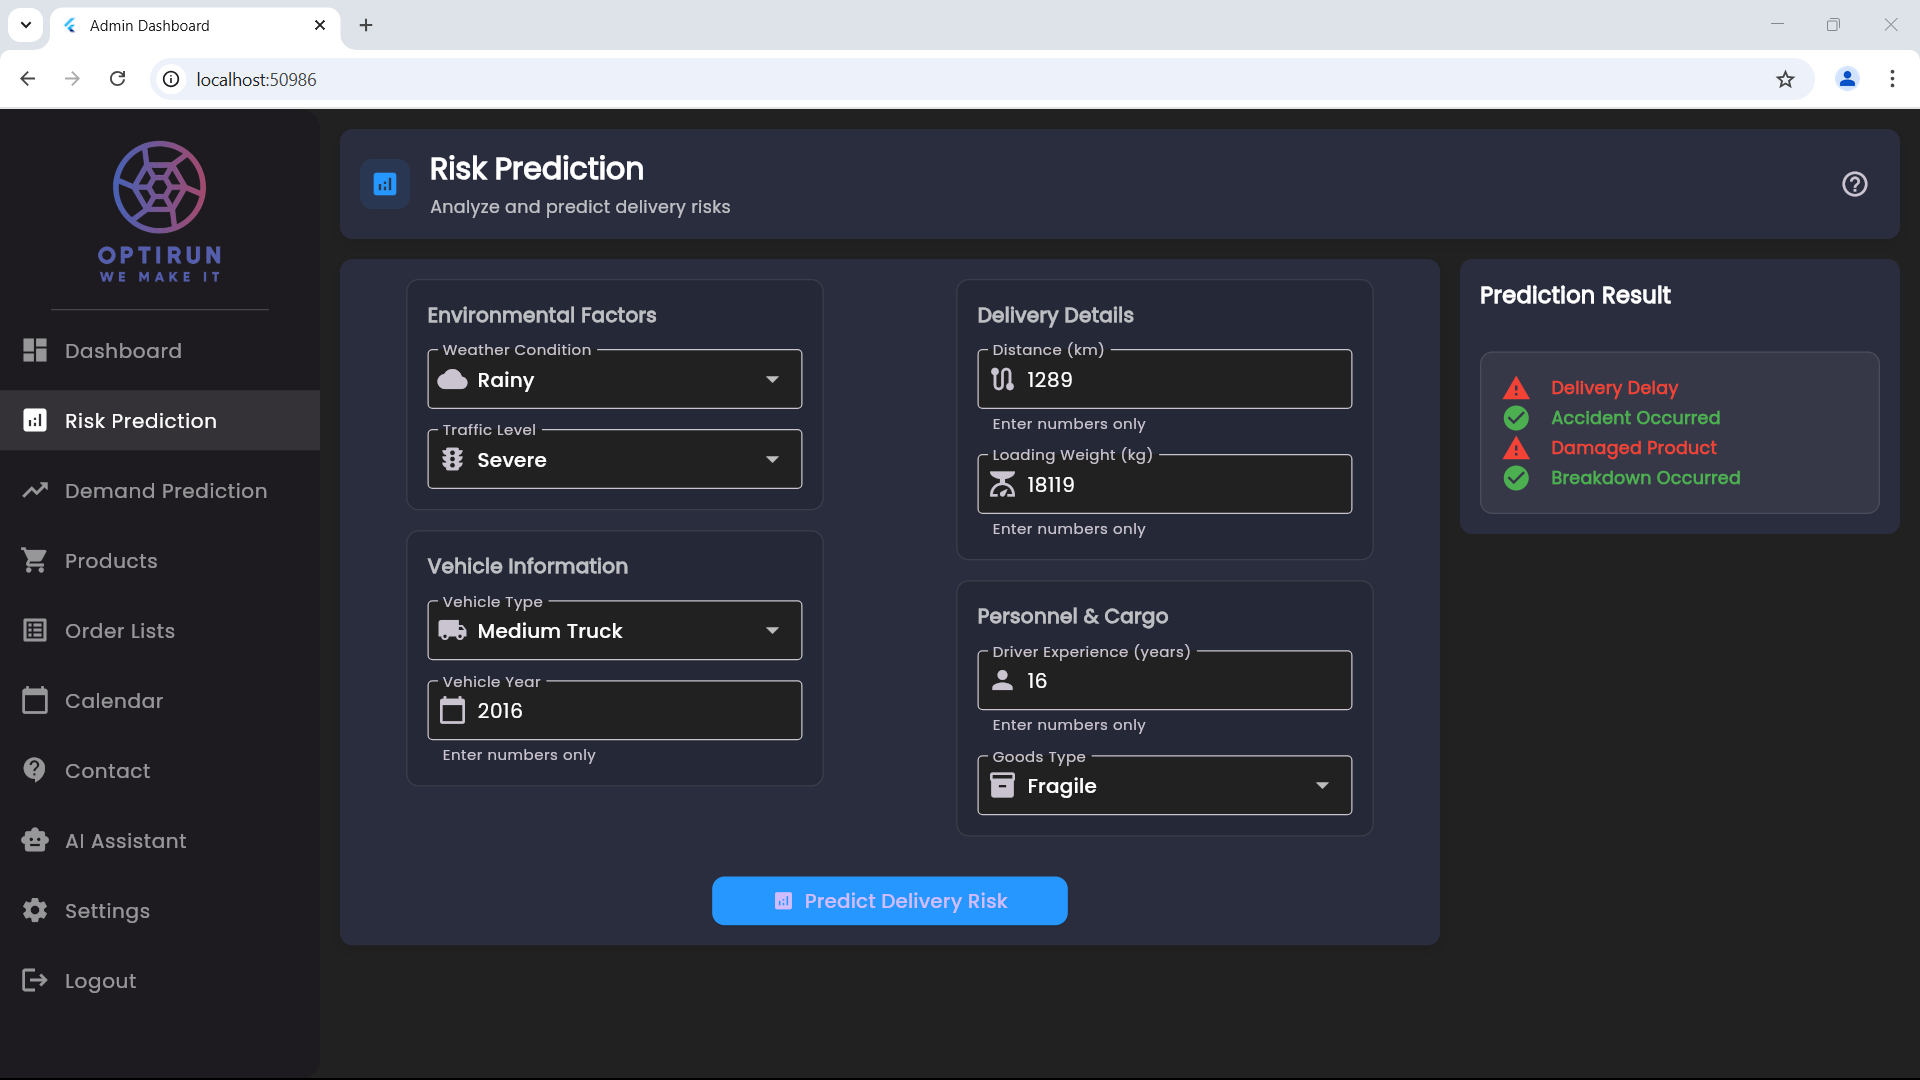 Admin Dashboard
localhost:50986
OPTIRUN
WE MAKE IT
Dashboard
Risk Prediction
Demand Prediction
Products
Order Lists
Calendar
Contact
AI Assistant
Settings
Logout
Risk Prediction
Analyze and predict delivery risks
Environmental Factors
Weather Condition
Rainy
Traffic Level
Severe
Vehicle Information
Vehicle Type
Medium Truck
Vehicle Year
2016
Enter numbers only
Delivery Details
Distance (km)
1289
Enter numbers only
Loading Weight (kg)
18119
Enter numbers only
Personnel & Cargo
Driver Experience (years)
16
Enter numbers only
Goods Type
Fragile
Predict Delivery Risk
Prediction Result
Delivery Delay
Accident Occurred
Damaged Product
Breakdown Occurred